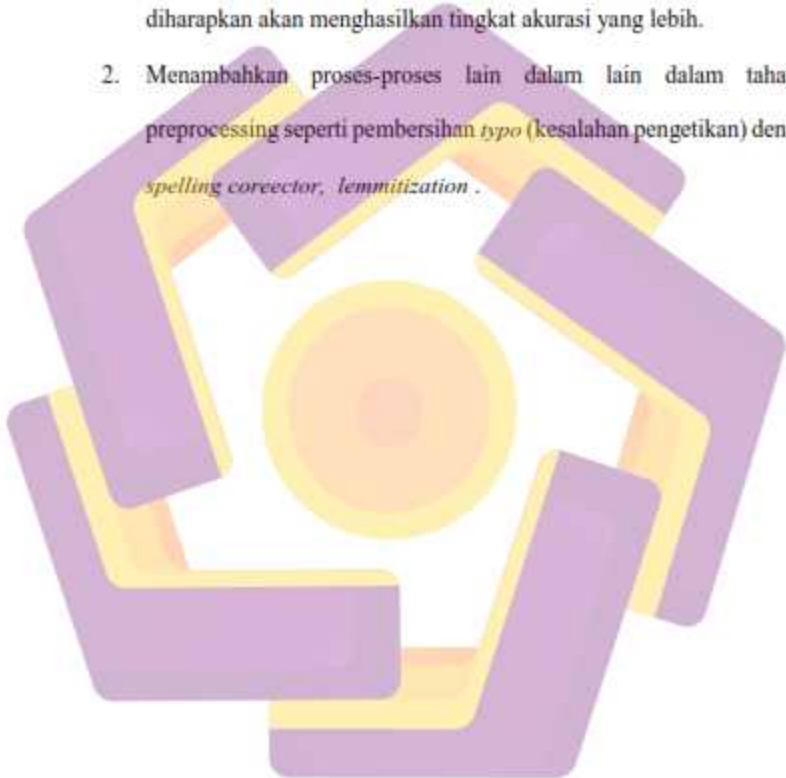 diharapkan akan menghasilkan tingkat akurasi yang lebih.
2. Menambahkan proses-proses lain dalam lain dalam taha
preprocessing seperti pembersihan typo (kesalahan pengetikan) den
spelling coreector, lemmitization .